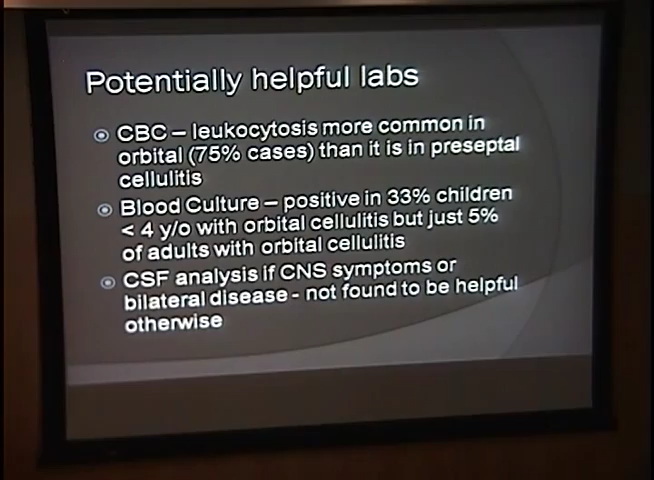 Potentially helpful labs
CBC – leukocytosis more common in
orbital (75% cases) than it is in preseptal
cellulitis
Blood Culture – positive in 33% children
< 4 y/o with orbital cellulitis but just 5%
of adults with orbital cellulitis
CSF analysis if CNS symptoms or
bilateral disease - not found to be helpful
otherwise